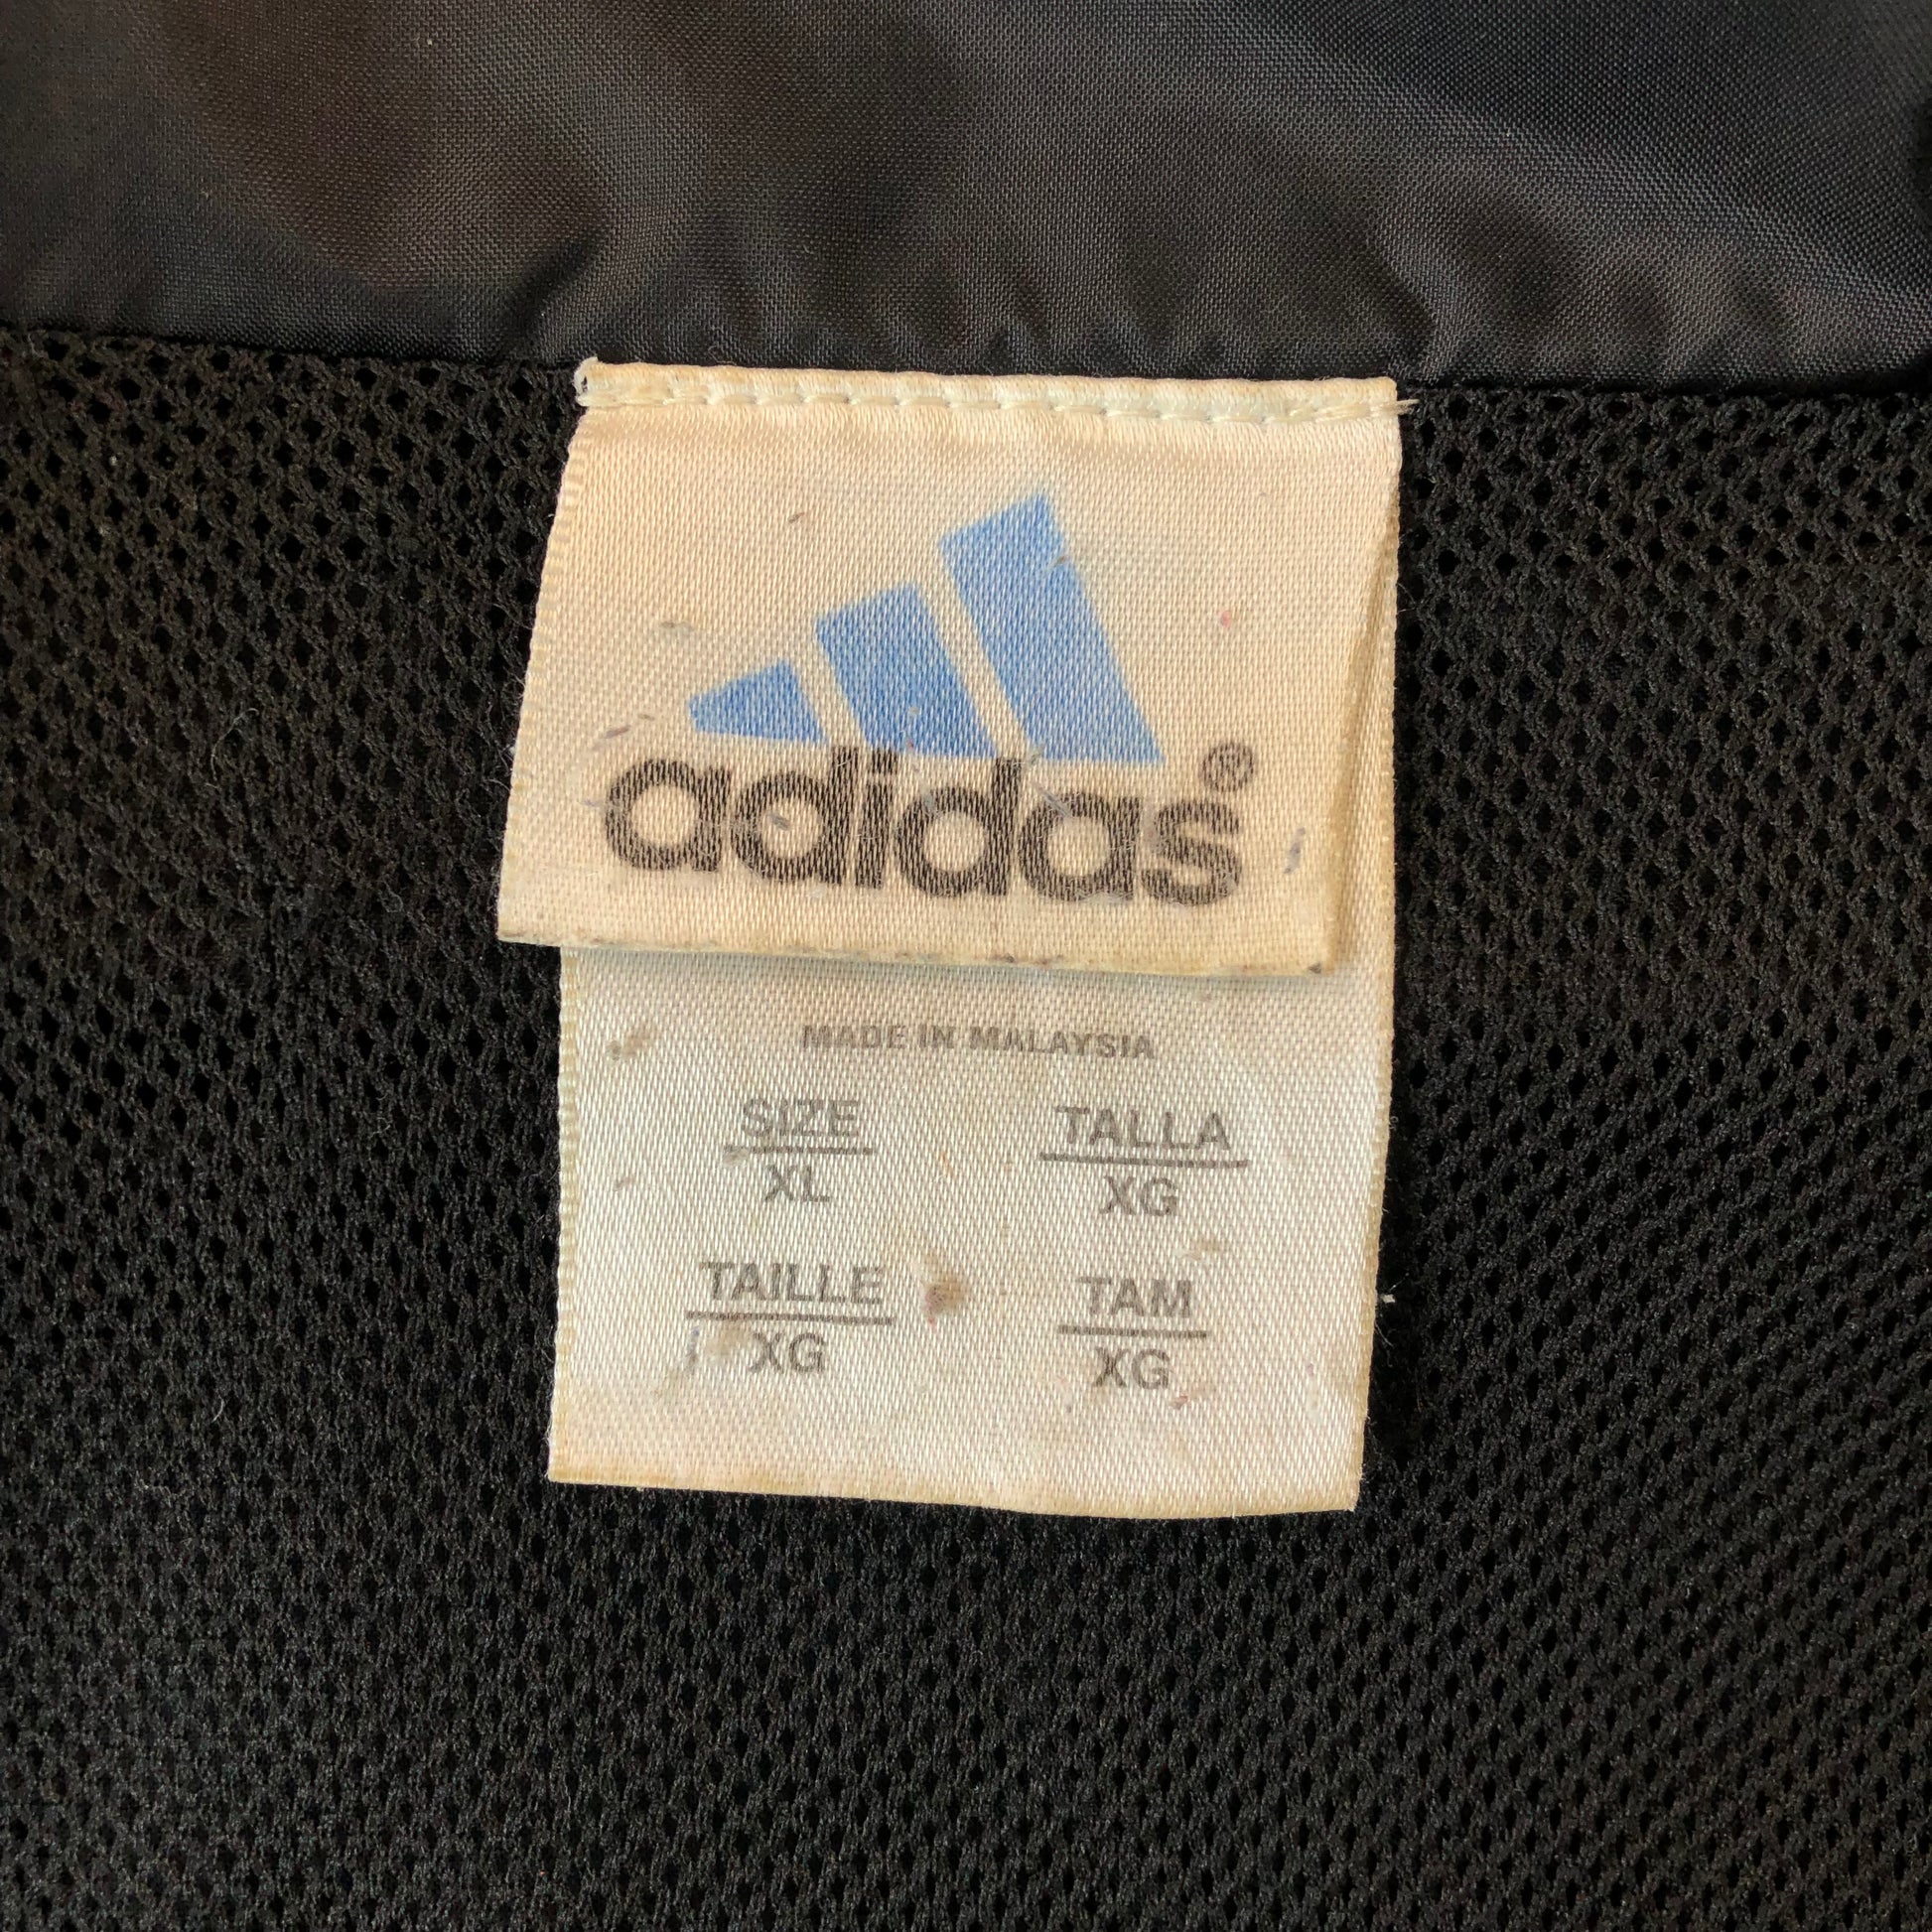 adidas®
MADE IN MALAYSIA
SIZE
XL
TALLA
XG
TAILLE
XG
TAM
XG